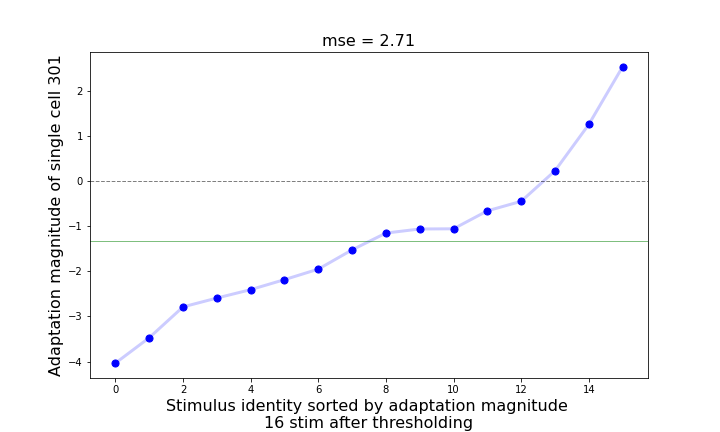 mse = 2.71
Adaptation magnitude of single cell 301
2
1
0
−1
−2
−3
−4
0 2 4 6 8 10 12 14
Stimulus identity sorted by adaptation magnitude
16 stim after thresholding